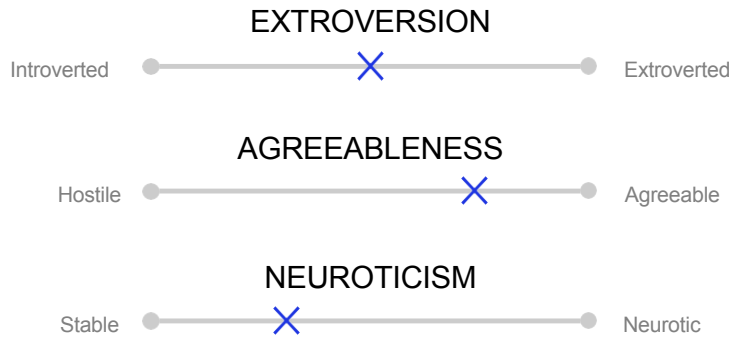 EXTROVERSION
Introverted Extroverted
AGREEABLENESS
Hostile Agreeable
NEUROTICISM
Stable Neurotic